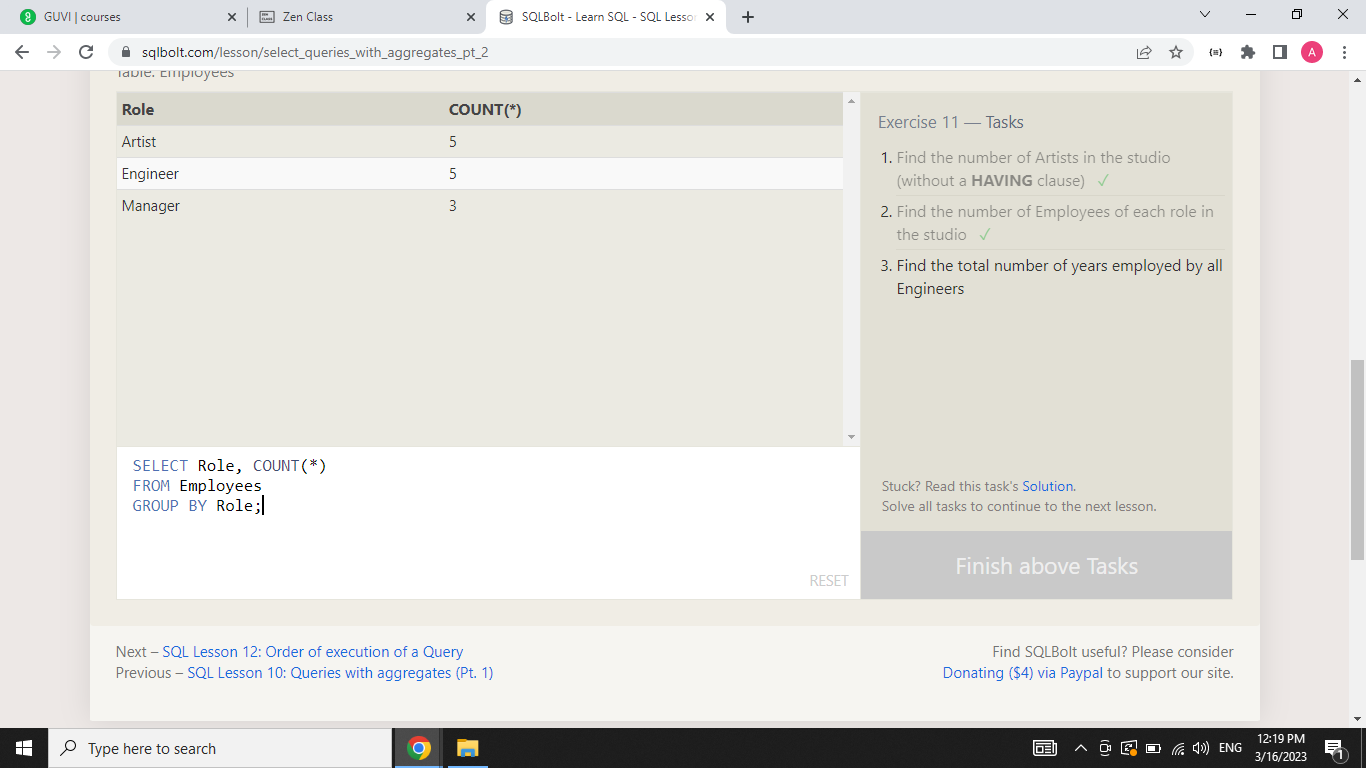 GUVI | courses
Zen Class
SQLBolt - Learn SQL - SQL Lesson
sqlbolt.com/lesson/select_queries_with_aggregates_pt_2
A
Table: Employees
Role COUNT(*)
Artist 5
Engineer 5
Manager 3
Exercise 11 — Tasks
1. Find the number of Artists in the studio
(without a HAVING clause) ✓
2. Find the number of Employees of each role in
the studio ✓
3. Find the total number of years employed by all
Engineers
SELECT Role, COUNT(*)
FROM Employees
GROUP BY Role;
RESET
Stuck? Read this task's Solution.
Solve all tasks to continue to the next lesson.
Finish above Tasks
Next – SQL Lesson 12: Order of execution of a Query
Previous – SQL Lesson 10: Queries with aggregates (Pt. 1)
Find SQLBolt useful? Please consider
Donating ($4) via Paypal to support our site.
Type here to search
ENG
12:19 PM
3/16/2023
1